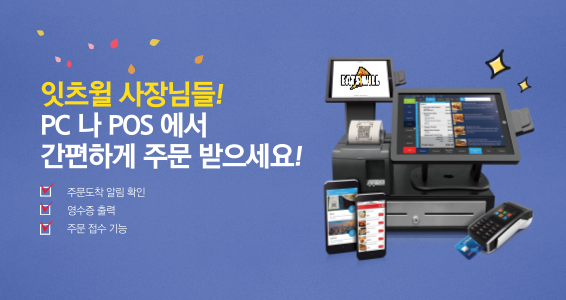 잇츠윌 사장님들!
PC 나 POS 에서
간편하게 주문 받으세요!
주문도착 알림 확인
영수증 출력
주문 접수 기능
EATSWILL